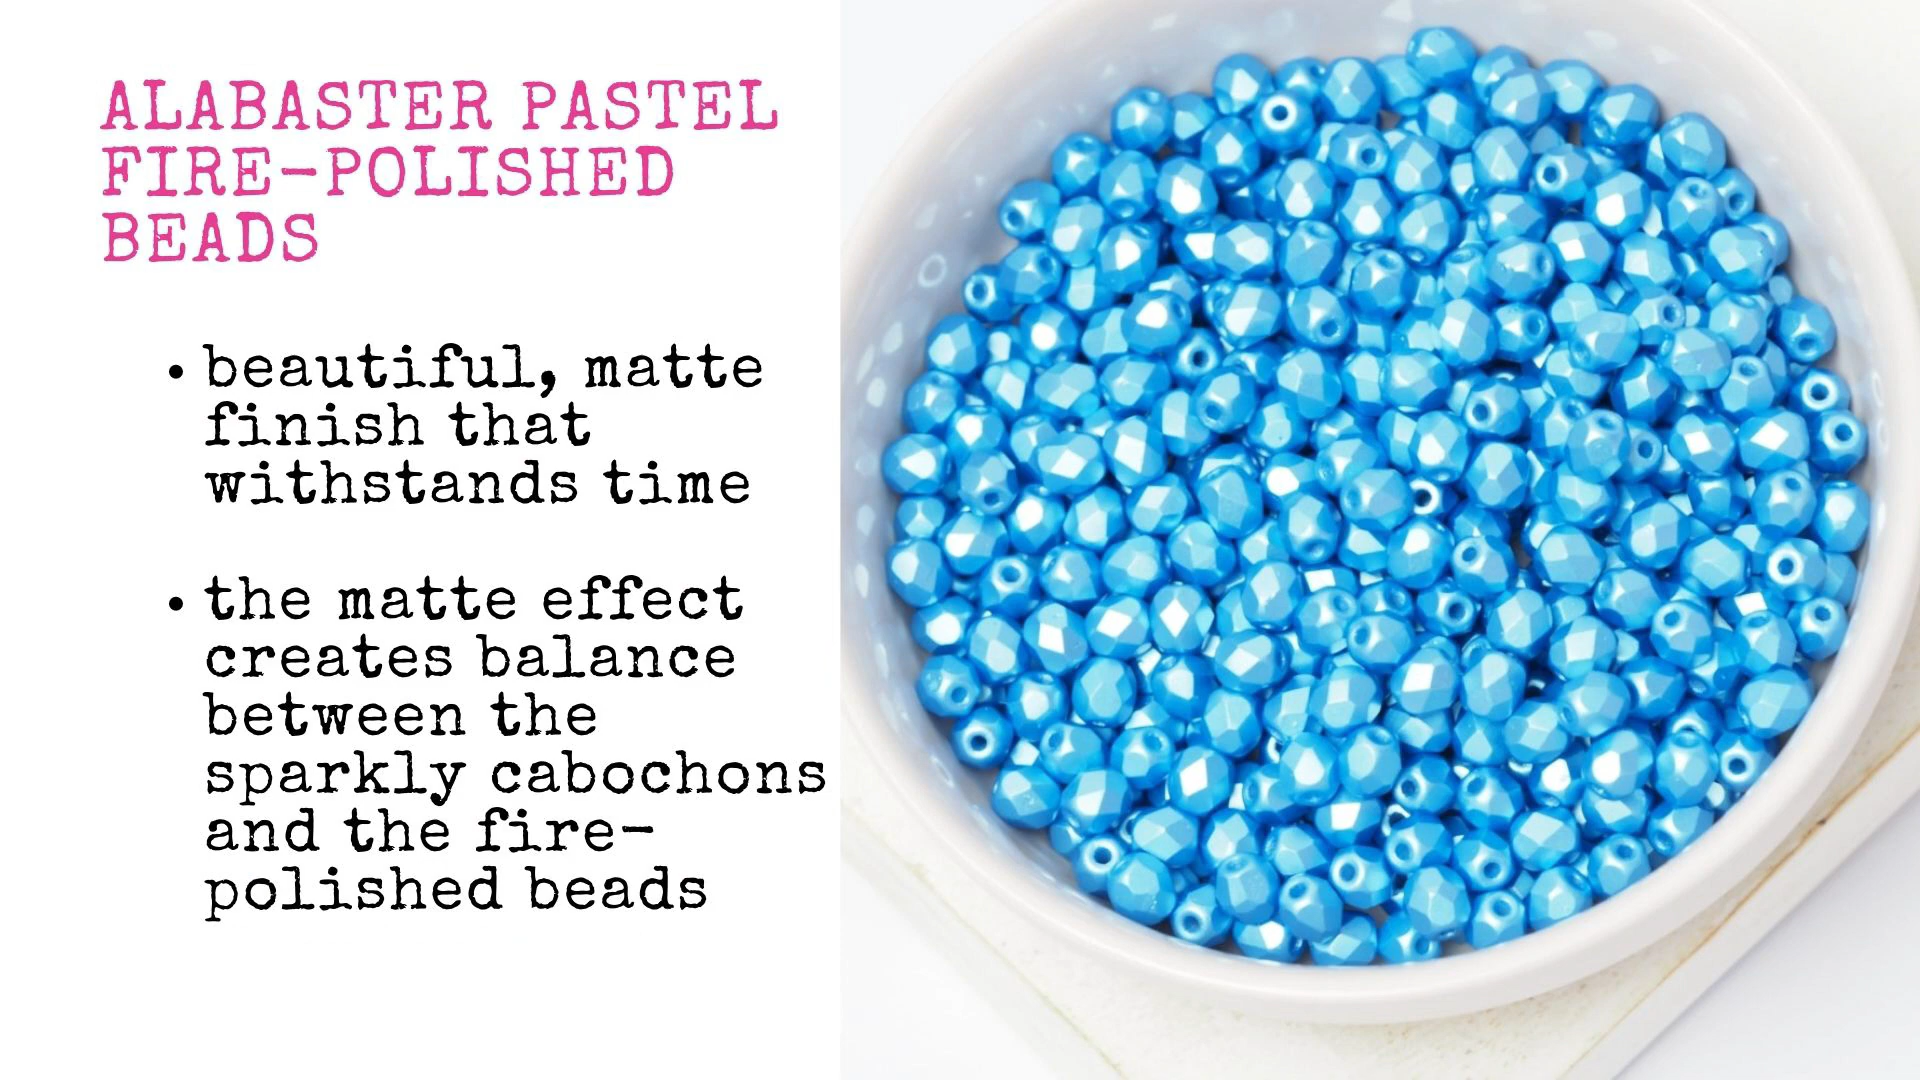 ALABASTER PASTEL
FIRE-POLISHED
BEADS
• beautiful, matte
finish that
withstands time
• the matte effect
creates balance
between the
sparkly cabochons
and the fire-
polished beads